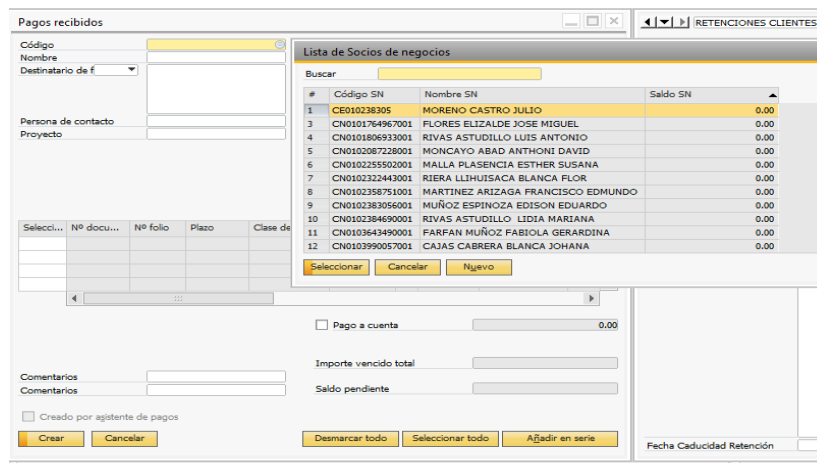 Pagos recibidos
RETENCIONES CLIENTES
Código
Nombre
Destinatario de f
Persona de contacto
Proyecto
Lista de Socios de negocios
Buscar
# Código SN Nombre SN Saldo SN
1 CE010238305 MORENO CASTRO JULIO 0.00
3 CN0101764967001 FLORES ELIZALDE JOSE MIGUEL 0.00
4 CN0101806933001 RIVAS ASTUDILLO LUIS ANTONIO 0.00
5 CN0102087228001 MONCAYO ABAD ANTHONI DAVID 0.00
6 CN0102255502001 MALLA PLASENCIA ESTHER SUSANA 0.00
7 CN0102322443001 RIERA LLIHUISACA BLANCA FLOR 0.00
8 CN0102358751001 MARTINEZ ARIZAGA FRANCISCO EDMUNDO 0.00
9 CN0102383056001 MUÑOZ ESPINOZA EDISON EDUARDO 0.00
10 CN0102384690001 RIVAS ASTUDILLO LIDIA MARIANA 0.00
11 CN0103643490001 FARFAN MUÑOZ FABIOLA GERARDINA 0.00
12 CN0103990057001 CAJAS CABRERA BLANCA JOHANA 0.00
Seleccionar Cancelar Nuevo
Selecci... Nº docu... Nº folio Plazo Clase de
Pago a cuenta 0.00
Importe vencido total
Saldo pendiente
Comentarios
Comentarios
Creado por asistente de pagos
Crear Cancelar Desmarcar todo Seleccionar todo Añadir en serie
Fecha Caducidad Retención